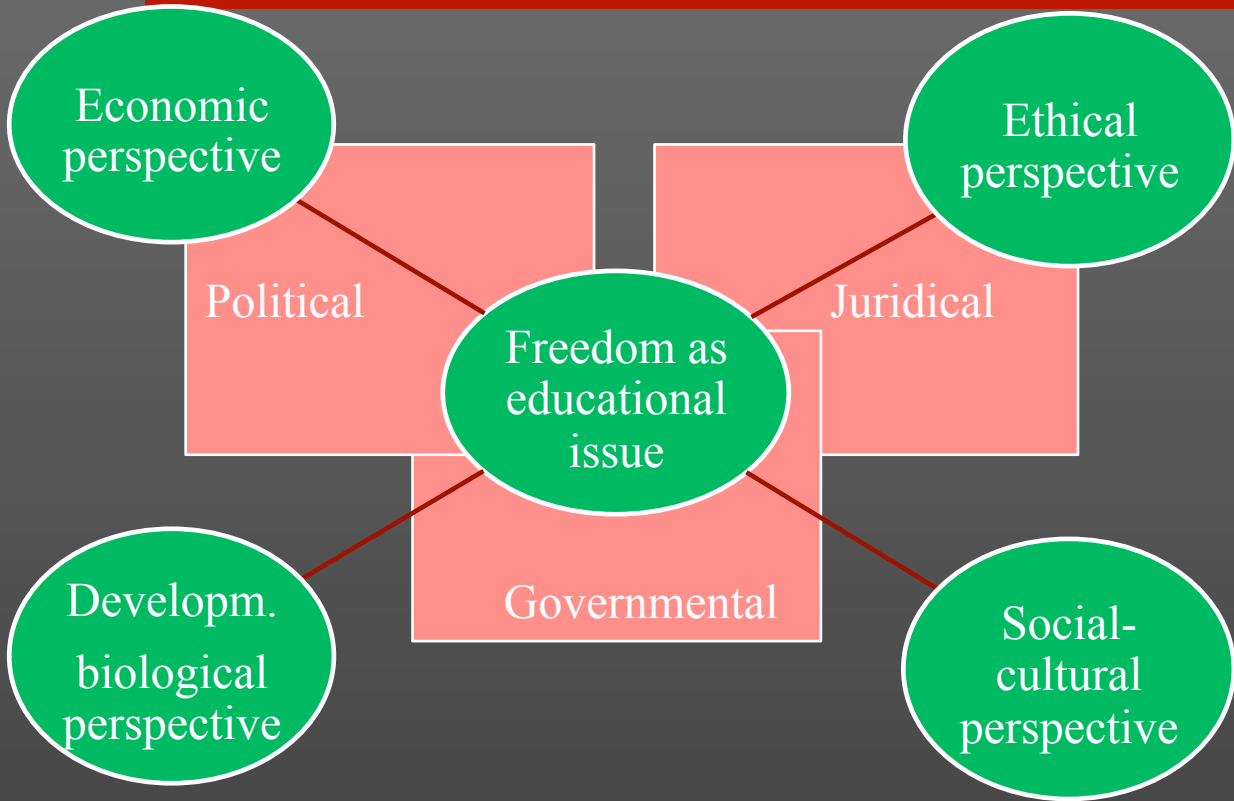 Economic
perspective
Ethical
perspective
Political
Juridical
Freedom as
educational
issue
Governmental
Developm.
biological
perspective
Social-
cultural
perspective